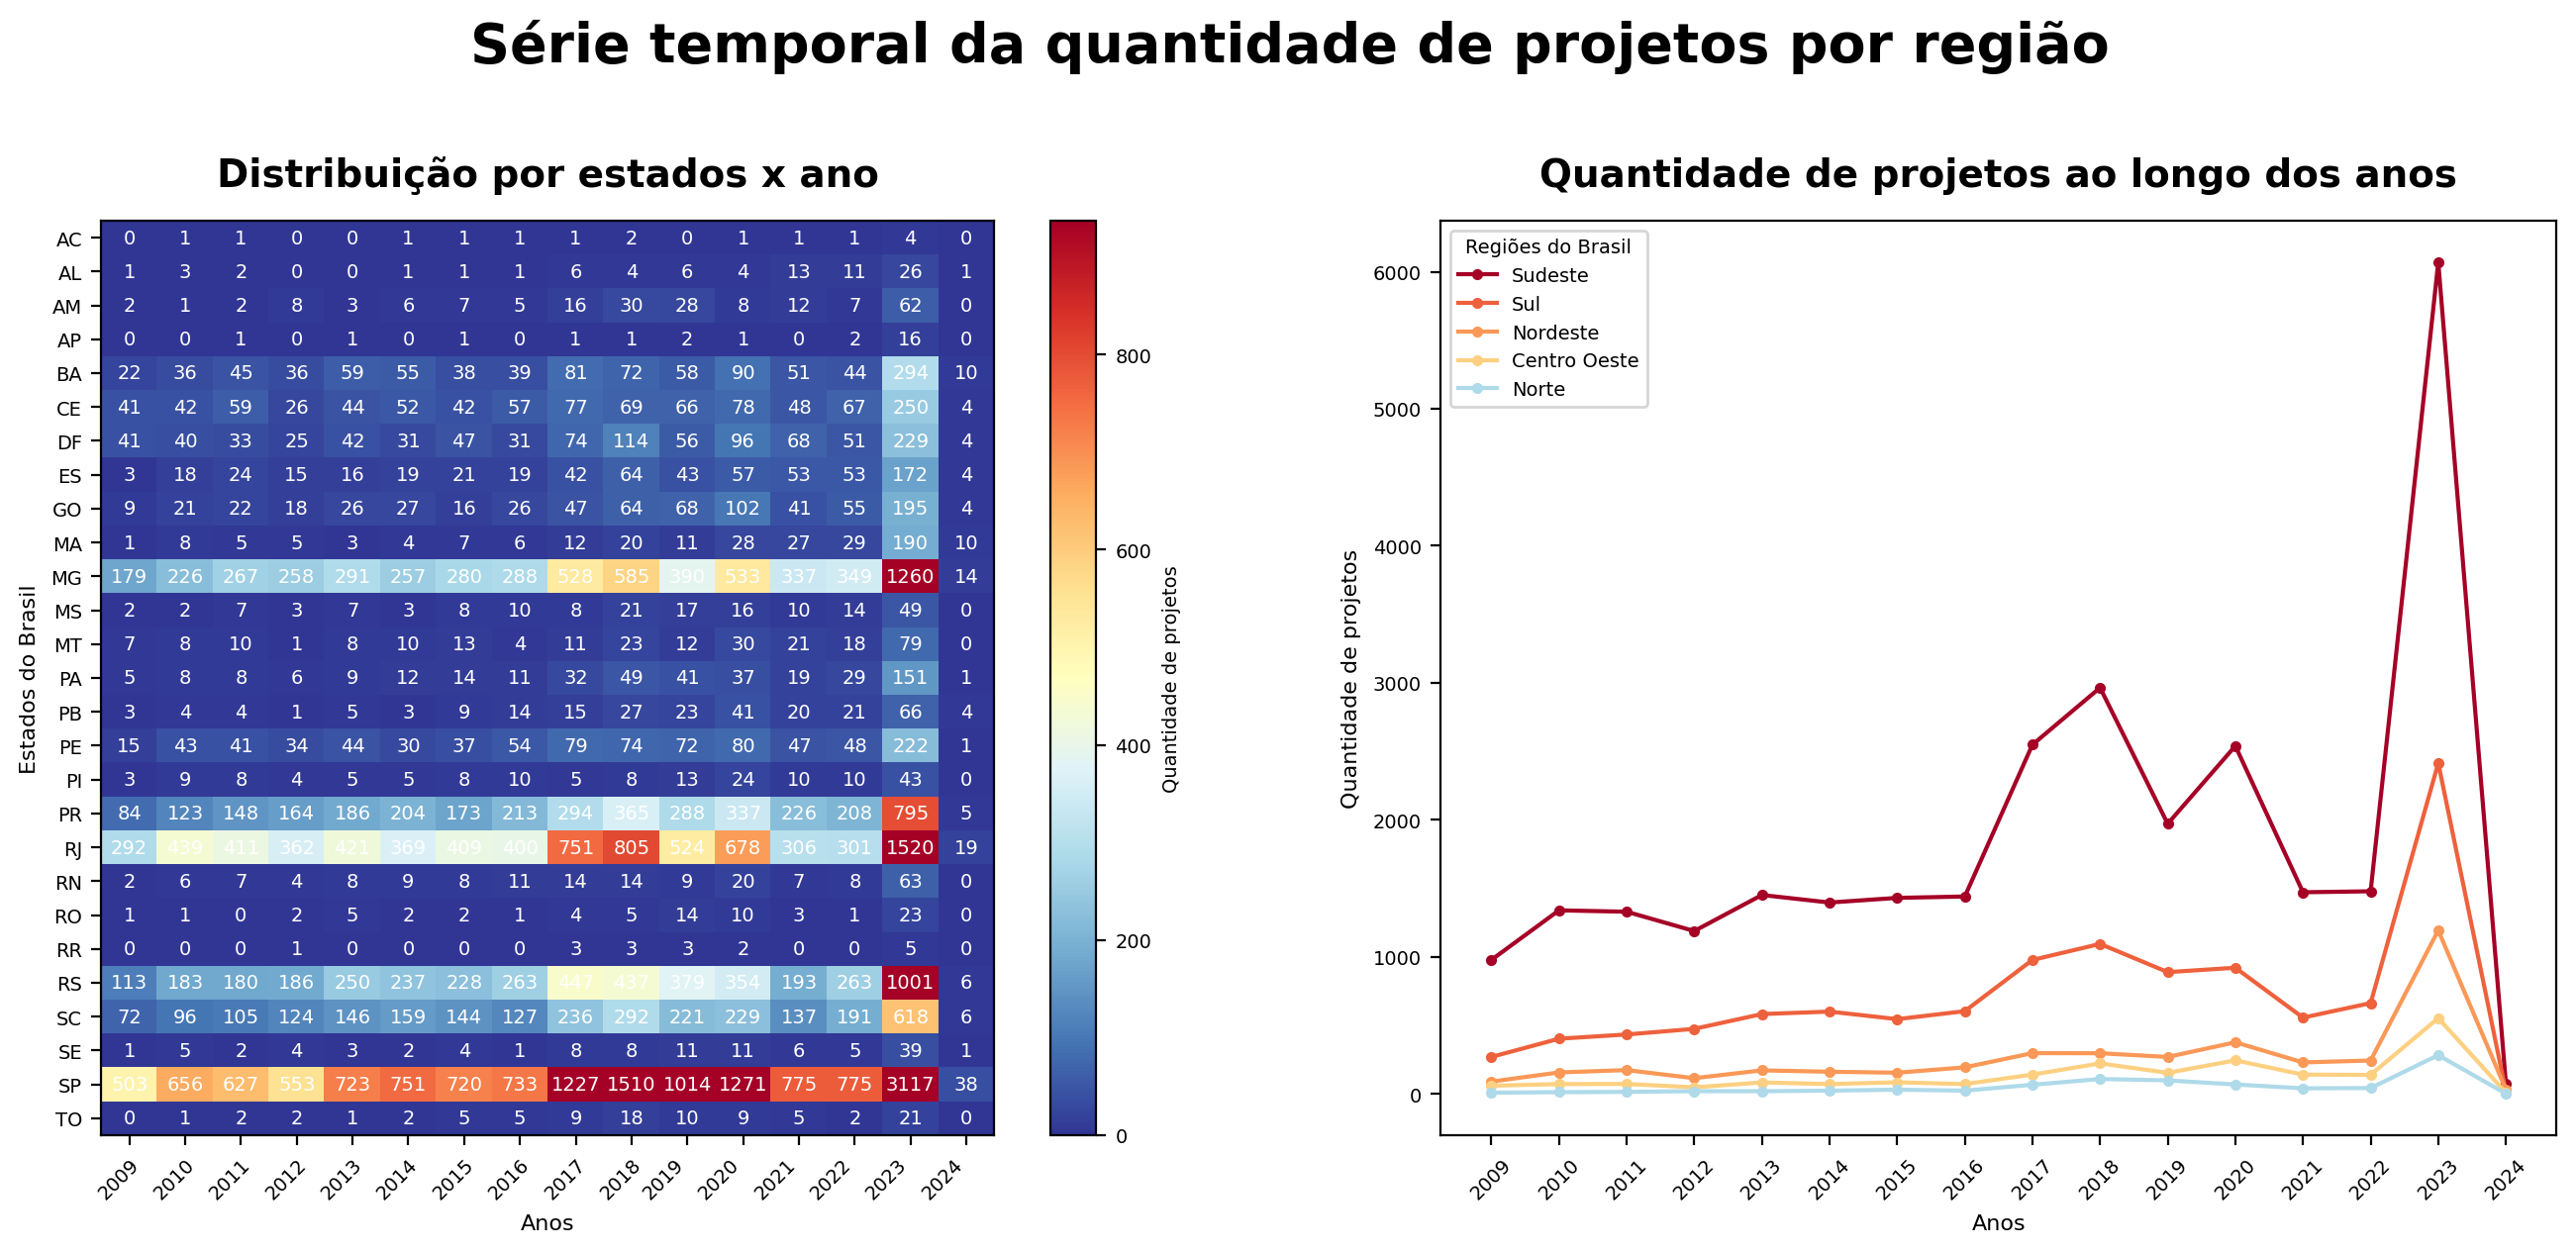 Série temporal da quantidade de projetos por região
Distribuição por estados x ano
Estados do Brasil
AC 0 1 1 0 0 1 1 1 1 2 0 1 1 1 4 0
AL 1 3 2 0 0 1 1 1 6 4 6 4 13 11 26 1
AM 2 1 2 8 3 6 7 5 16 30 28 8 12 7 62 0
AP 0 0 1 0 1 0 1 0 1 1 2 1 0 2 16 0
BA 22 36 45 36 59 55 38 39 81 72 58 90 51 44 294 10
CE 41 42 59 26 44 52 42 57 77 69 66 78 48 67 250 4
DF 41 40 33 25 42 31 47 31 74 114 56 96 68 51 229 4
ES 3 18 24 15 16 19 21 19 42 64 43 57 53 53 172 4
GO 9 21 22 18 26 27 16 26 47 64 68 102 41 55 195 4
MA 1 8 5 5 3 4 7 6 12 20 11 28 27 29 190 10
MG 179 226 267 258 291 257 280 288 528 585 390 533 337 349 1260 14
MS 2 2 7 3 7 3 8 10 8 21 17 16 10 14 49 0
MT 7 8 10 1 8 10 13 4 11 23 12 30 21 18 79 0
PA 5 8 8 6 9 12 14 11 32 49 41 37 19 29 151 1
PB 3 4 4 1 5 3 9 14 15 27 23 41 20 21 66 4
PE 15 43 41 34 44 30 37 54 79 74 72 80 47 48 222 1
PI 3 9 8 4 5 5 8 10 5 8 13 24 10 10 43 0
PR 84 123 148 164 186 204 173 213 294 365 288 337 226 208 795 5
RJ 292 439 411 362 421 369 409 400 751 805 524 678 306 301 1520 19
RN 2 6 7 4 8 9 8 11 14 14 9 20 7 8 63 0
RO 1 1 0 2 5 2 2 1 4 5 14 10 3 1 23 0
RR 0 0 0 1 0 0 0 0 3 3 3 2 0 0 5 0
RS 113 183 180 186 250 237 228 263 447 437 379 354 193 263 1001 6
SC 72 96 105 124 146 159 144 127 236 292 221 229 137 191 618 6
SE 1 5 2 4 3 2 4 1 8 8 11 11 6 5 39 1
SP 503 656 627 553 723 751 720 733 1227 1510 1014 1271 775 775 3117 38
TO 0 1 2 2 1 2 5 5 9 18 10 9 5 2 21 0
2009 2010 2011 2012 2013 2014 2015 2016 2017 2018 2019 2020 2021 2022 2023 2024
Anos
800
600
400
200
0
Quantidade de projetos
Quantidade de projetos ao longo dos anos
Quantidade de projetos
Regiões do Brasil
Sudeste
Sul
Nordeste
Centro Oeste
Norte
6000
5000
4000
3000
2000
1000
0
2009 2010 2011 2012 2013 2014 2015 2016 2017 2018 2019 2020 2021 2022 2023 2024
Anos